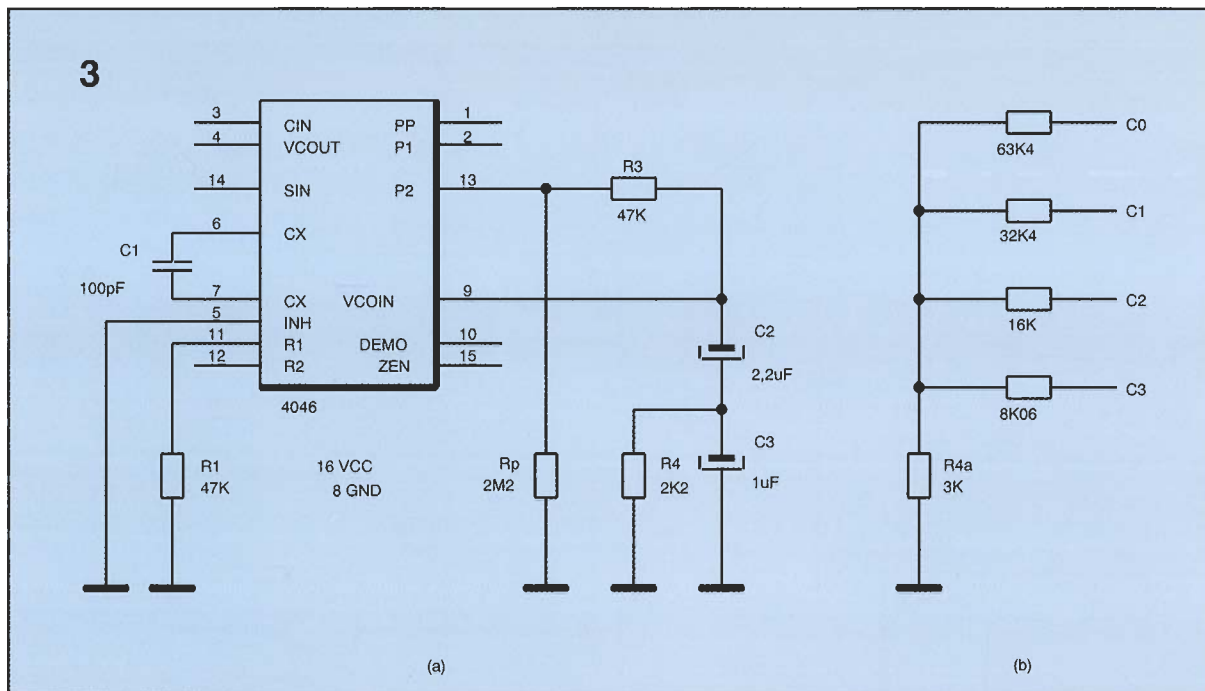 3
3 CIN PP 1
4 VCOUT P1 2
14 SIN P2 13
R3
47K
6 CX
C1
100pF
7 CX VCOIN 9
5 INH
11 R1 DEMO 10
12 R2 ZEN 15
4046
C2
2,2uF
C3
1uF
R1
47K
16 VCC
8 GND
Rp
2M2
R4
2K2
(a)
C0
63K4
C1
32K4
C2
16K
C3
8K06
R4a
3K
(b)